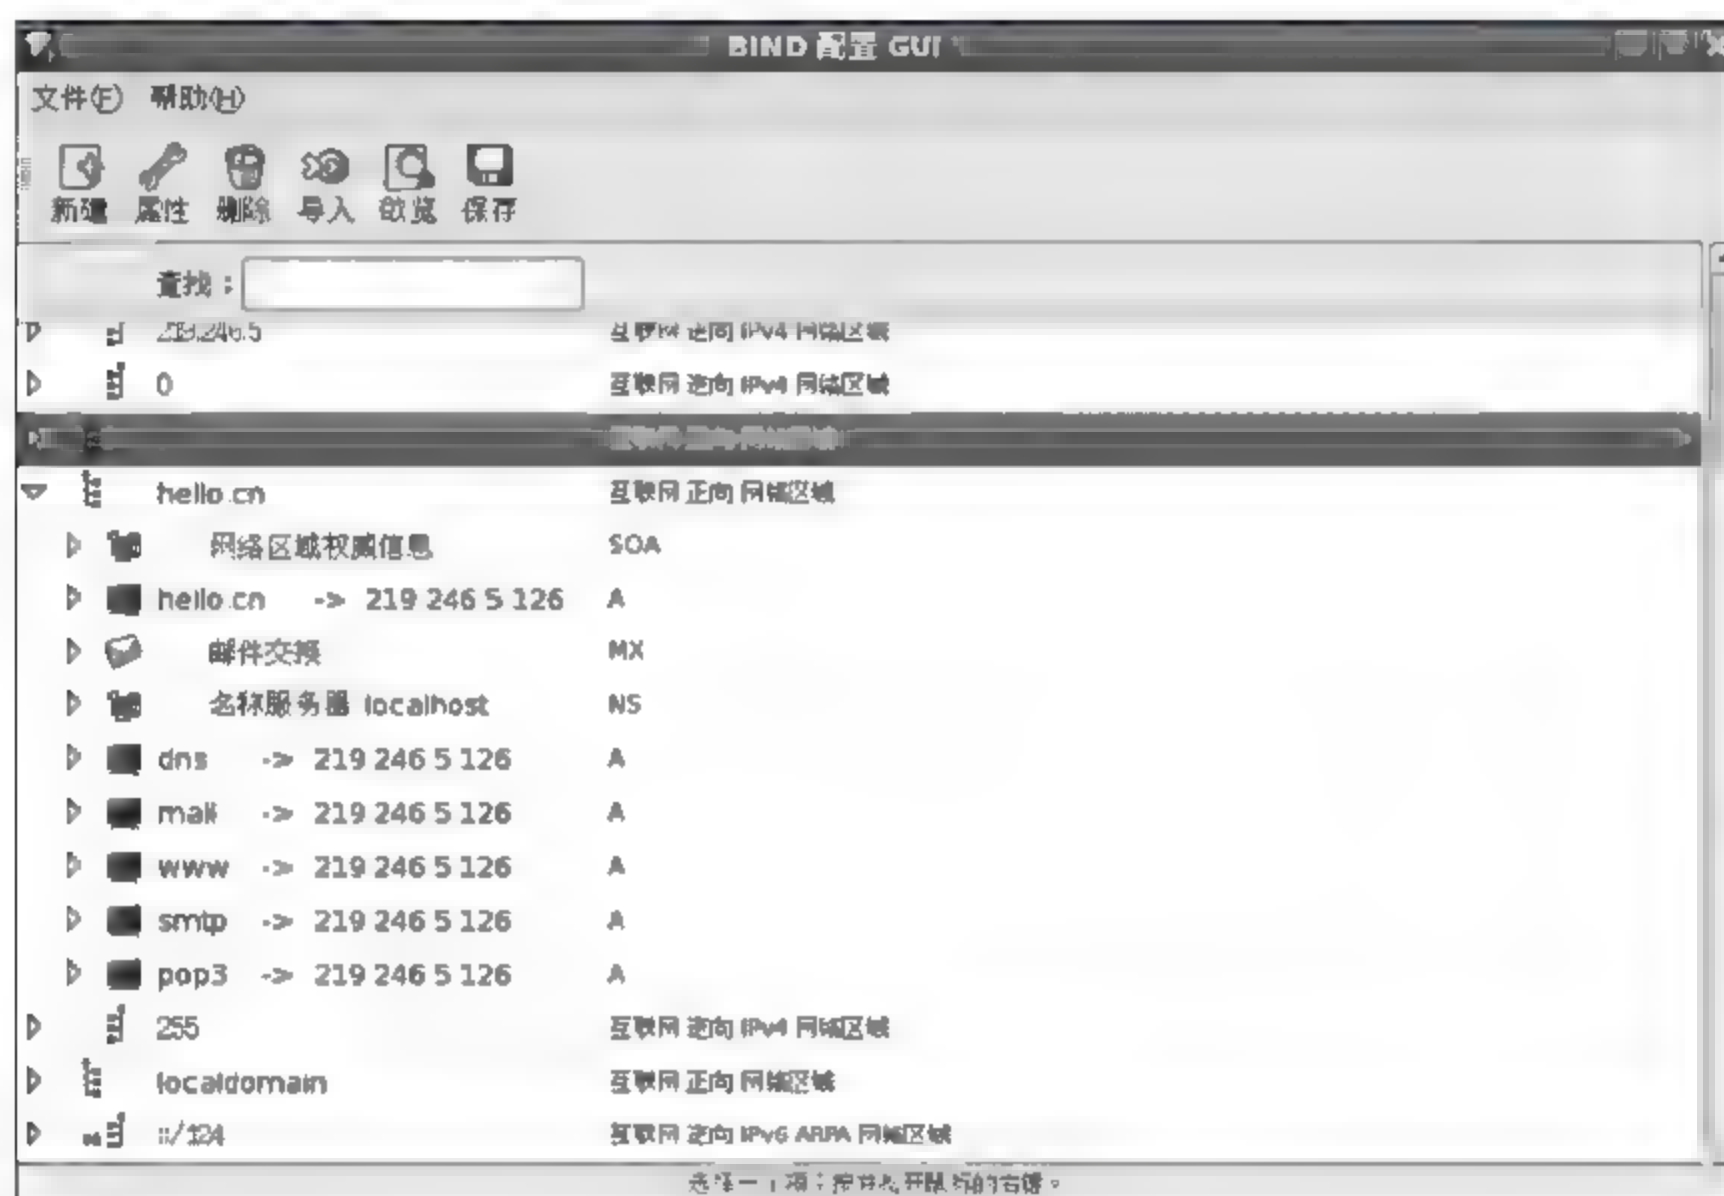 BIND 配置 GUI
文件(F) 帮助(H)
新建 属性 删除 导入 欲览 保存
查找：
219.246.5 互联网 逆向 IPv4 网络区域
0 互联网 逆向 IPv4 网络区域
hello.cn 互联网 正向 网络区域
网络区域权威信息 SOA
hello.cn -> 219 246 5 126 A
邮件交换 MX
名称服务器 localhost NS
dns -> 219 246 5 126 A
mail -> 219 246 5 126 A
www -> 219 246 5 126 A
smtp -> 219 246 5 126 A
pop3 -> 219 246 5 126 A
255 互联网 逆向 IPv4 网络区域
localdomain 互联网 正向 网络区域
::/124 互联网 逆向 IPv6 ARPA 网络区域